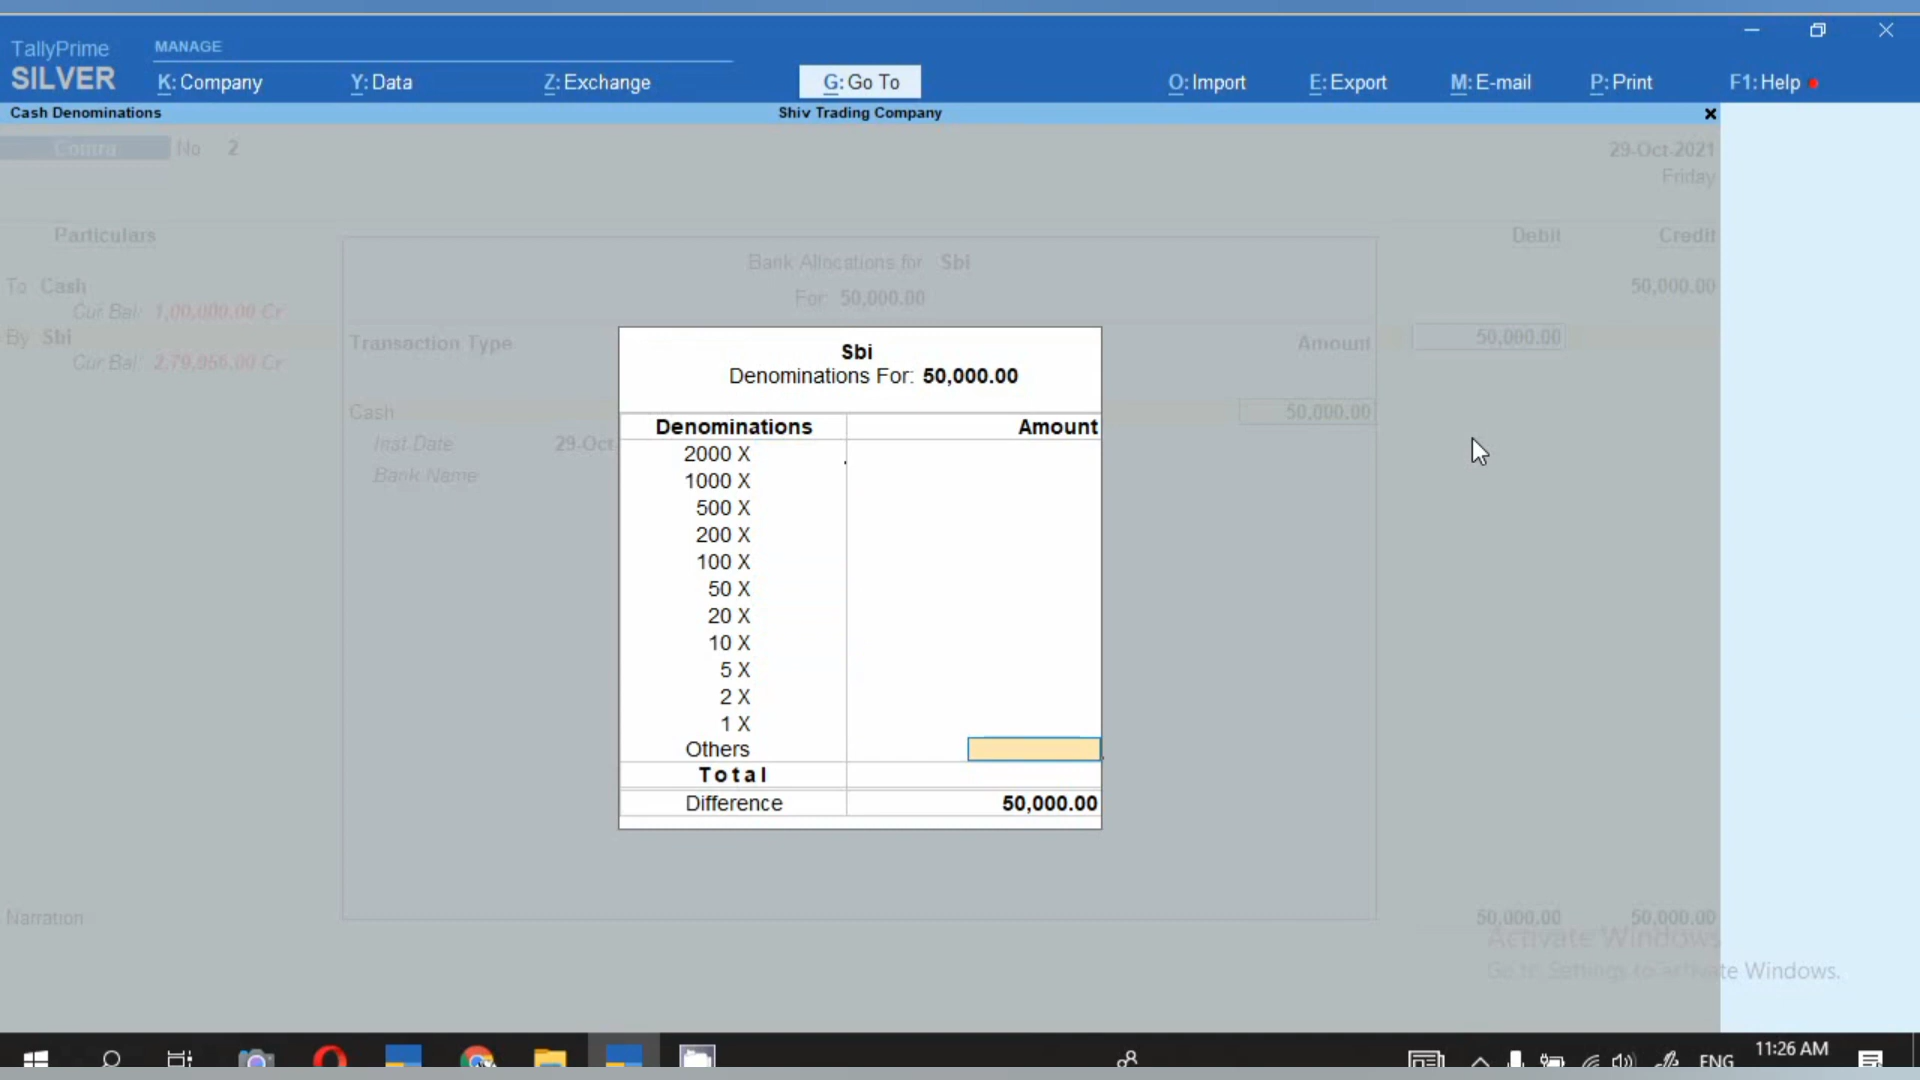 TallyPrime
SILVER
MANAGE
K: Company
Y: Data
Z: Exchange
G: Go To
O: Import
E: Export
M: E-mail
P: Print
F1: Help
Cash Denominations
Shiv Trading Company
Contra No 2
29-Oct-2021
Friday
Particulars
Debit
Credit
To Cash
50,000.00
Cur Bal: 1,00,000.00 Cr
By Sbi
50,000.00
Cur Bal: 2,79,956.00 Cr
Bank Allocations for Sbi
For: 50,000.00
Transaction Type
Amount
Cash
50,000.00
Inst Date 29-Oct
Bank Name
Sbi
Denominations For: 50,000.00
Denominations Amount
2000 X
1000 X
500 X
200 X
100 X
50 X
20 X
10 X
5 X
2 X
1 X
Others
Total
Difference 50,000.00
Narration
50,000.00 50,000.00
Activate Windows
Go to Settings to activate Windows.
ENG
11:26 AM